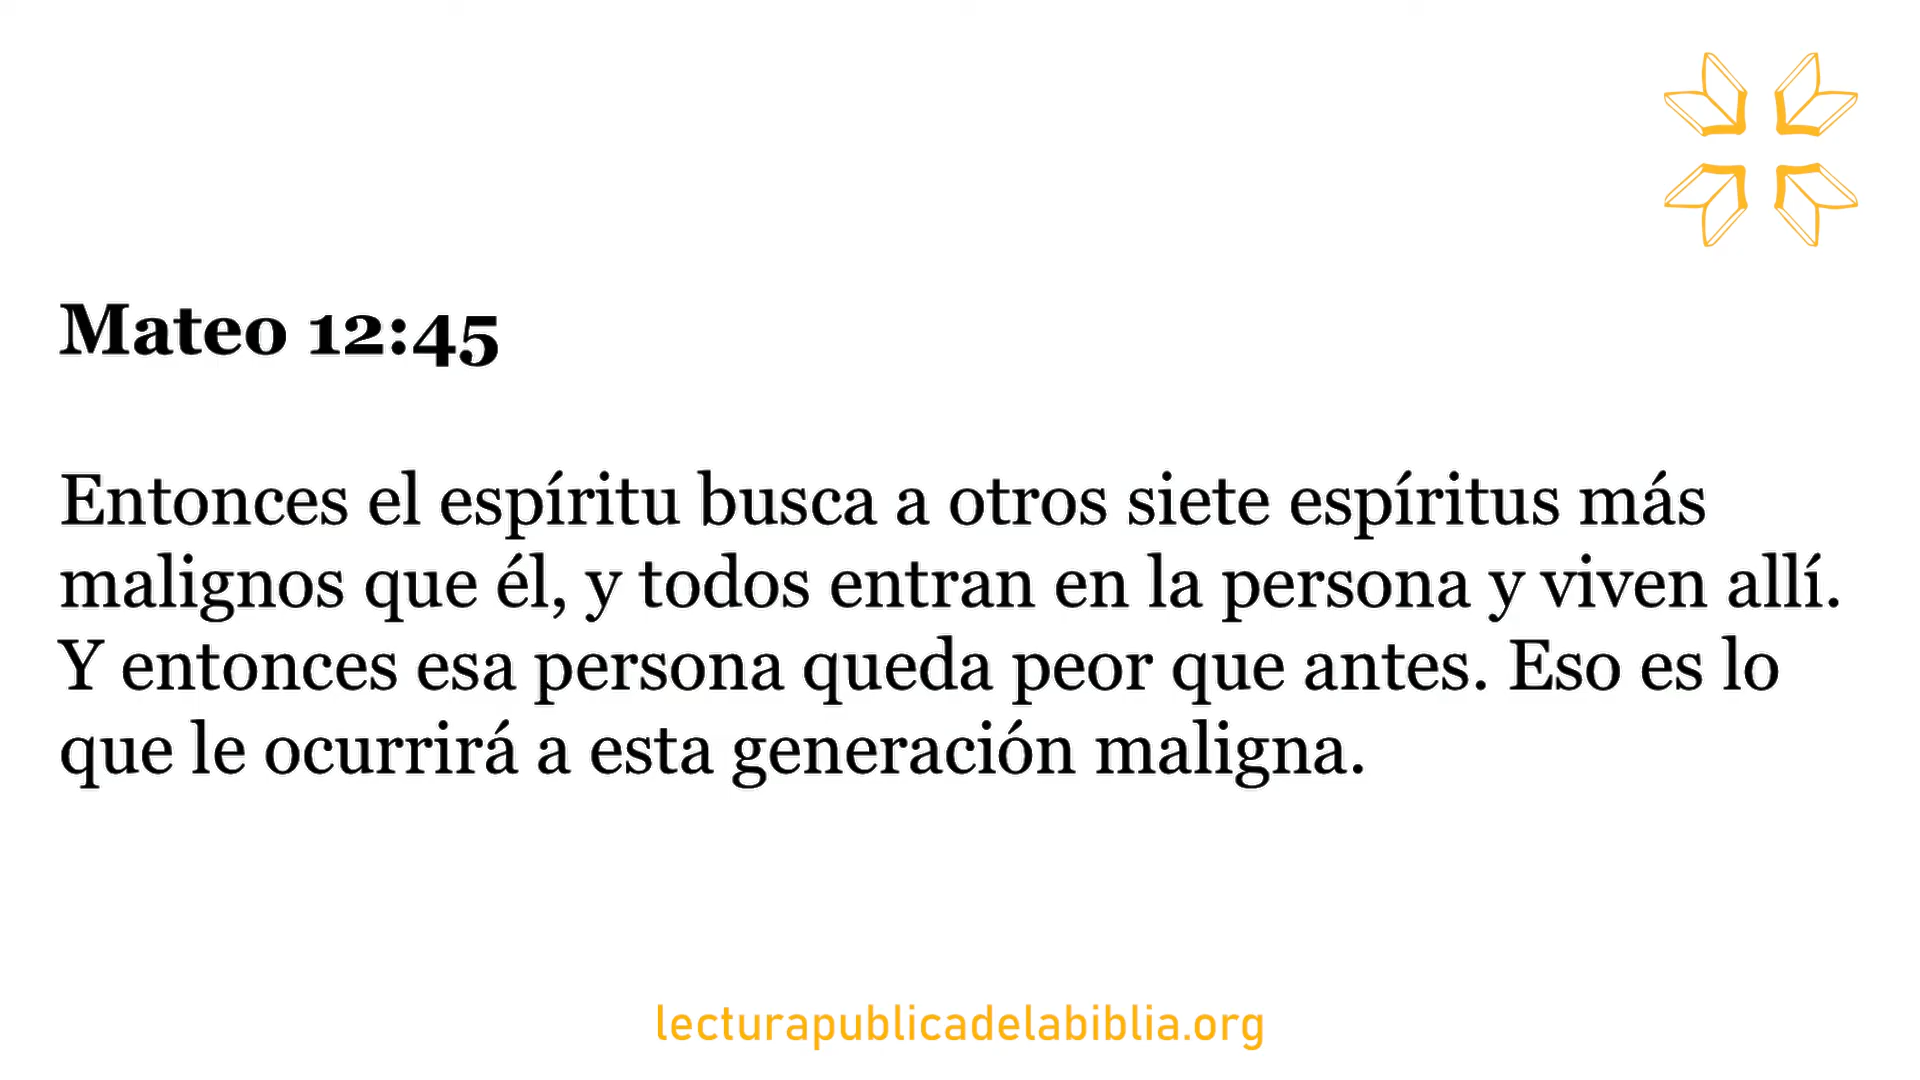 Mateo 12:45
Entonces el espíritu busca a otros siete espíritus más
malignos que él, y todos entran en la persona y viven allí.
Y entonces esa persona queda peor que antes. Eso es lo
que le ocurrirá a esta generación maligna.
lecturapublicadelabiblia.org